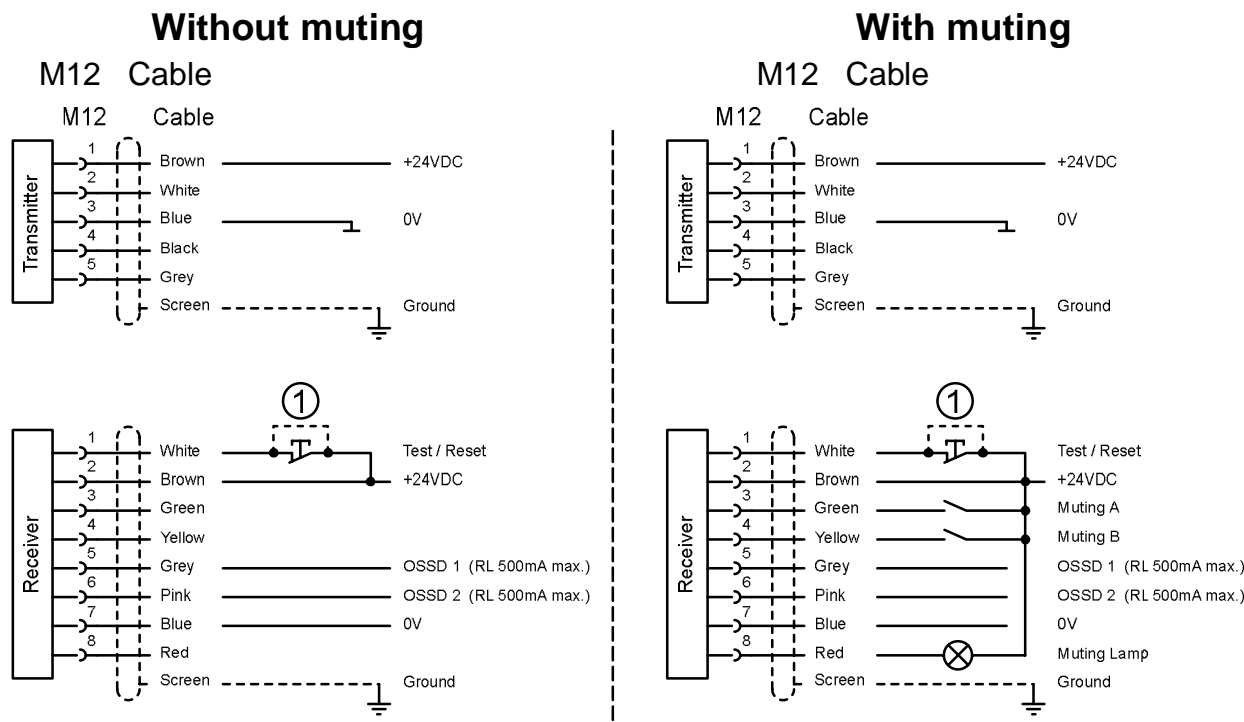 Without muting
M12 Cable
M12 Cable
Transmitter
1 Brown +24VDC
2 White
3 Blue 0V
4 Black
5 Grey
Screen Ground
1
Receiver
1 White Test / Reset
2 Brown +24VDC
3 Green
4 Yellow
5 Grey OSSD 1 (RL 500mA max.)
6 Pink OSSD 2 (RL 500mA max.)
7 Blue 0V
8 Red
Screen Ground
With muting
M12 Cable
M12 Cable
Transmitter
1 Brown +24VDC
2 White
3 Blue 0V
4 Black
5 Grey
Screen Ground
1
Receiver
1 White Test / Reset
2 Brown +24VDC
3 Green Muting A
4 Yellow Muting B
5 Grey OSSD 1 (RL 500mA max.)
6 Pink OSSD 2 (RL 500mA max.)
7 Blue 0V
8 Red Muting Lamp
Screen Ground